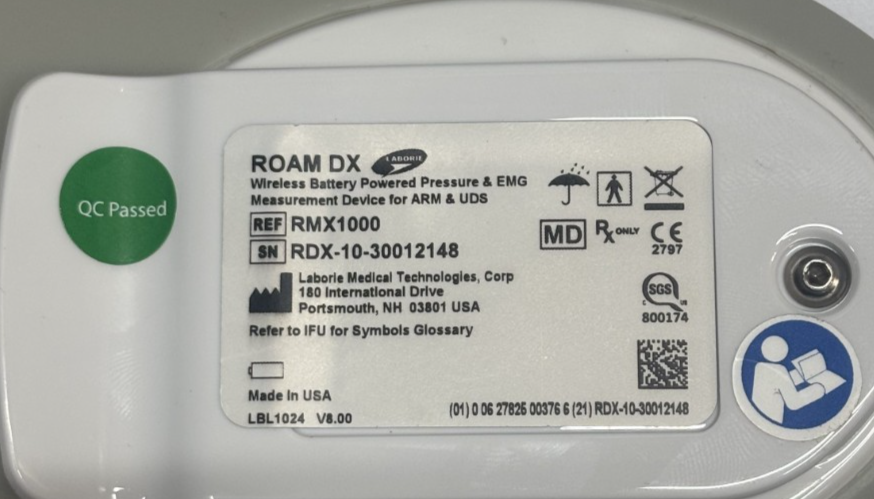 QC Passed
ROAM DX LABORIE
Wireless Battery Powered Pressure & EMG
Measurement Device for ARM & UDS
REF RMX1000
SN RDX-10-30012148
Laborie Medical Technologies, Corp
180 International Drive
Portsmouth, NH 03801 USA
Refer to IFU for Symbols Glossary
Made in USA
LBL1024 V8.00
MD Rx ONLY CE
2797
SGS
C US
800174
(01) 0 06 27825 00376 6 (21) RDX-10-30012148